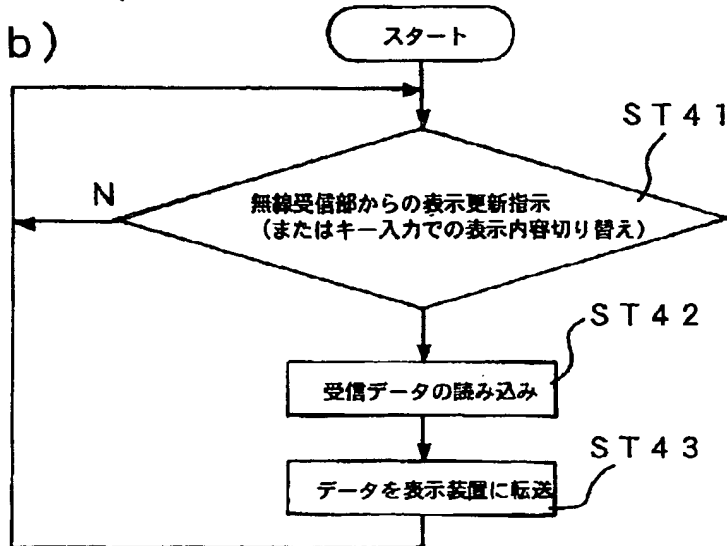 b)
スタート
ST41
N
無線受信部からの表示更新指示
(またはキー入力での表示内容切り替え)
ST42
受信データの読み込み
ST43
データを表示装置に転送